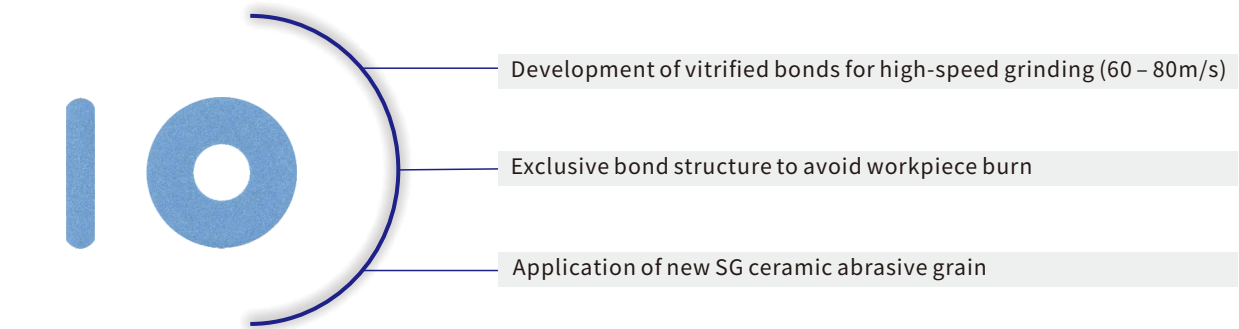 Development of vitrified bonds for high-speed grinding (60 – 80m/s)
Exclusive bond structure to avoid workpiece burn
Application of new SG ceramic abrasive grain